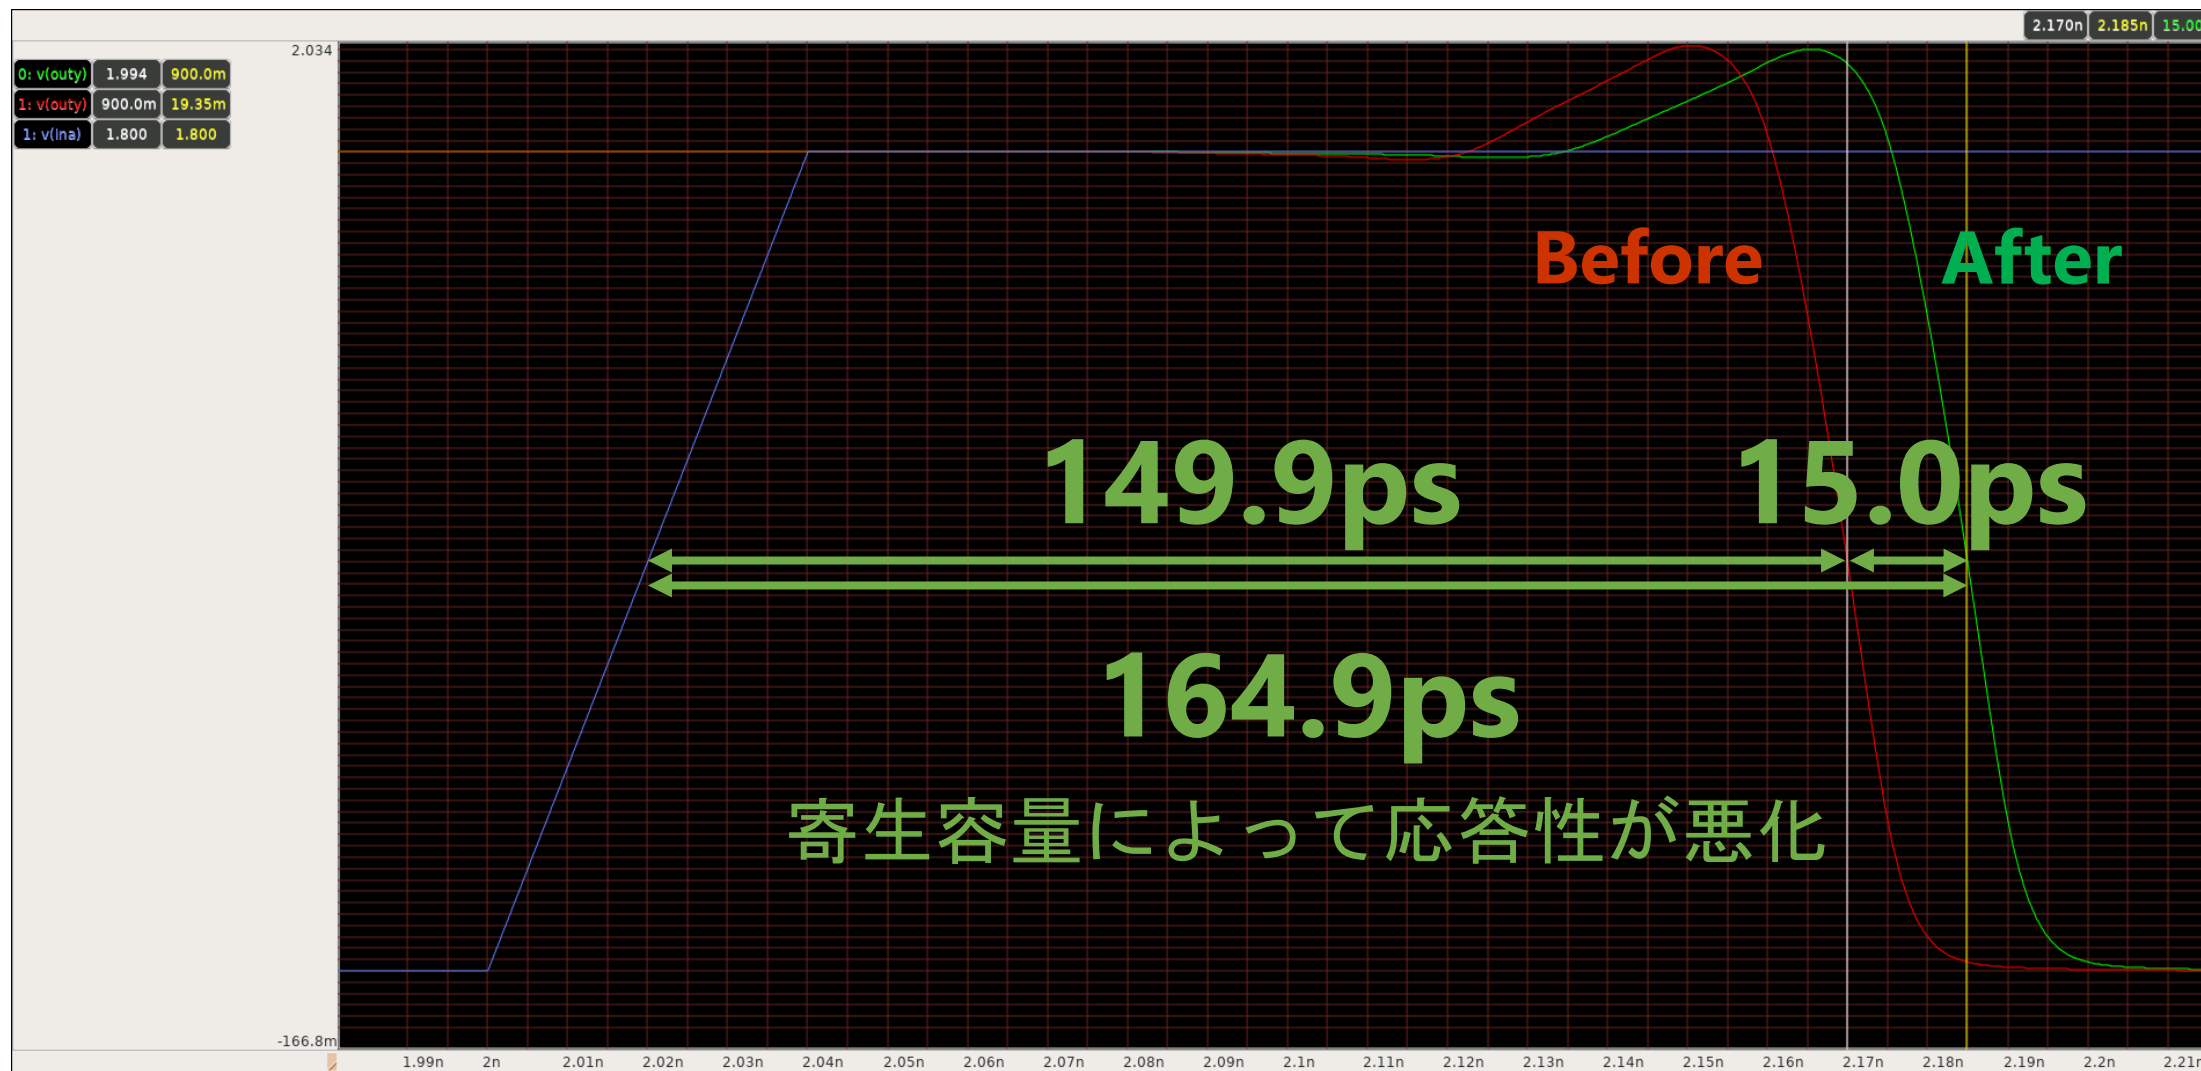 2.170n 2.185n 15.00
2.034
0: v(outy) 1.994 900.0m
1: v(outy) 900.0m 19.35m
1: v(ina) 1.800 1.800
Before After
149.9ps 15.0ps
164.9ps
寄生容量によって応答性が悪化
-166.8m
1.99n 2n 2.01n 2.02n 2.03n 2.04n 2.05n 2.06n 2.07n 2.08n 2.09n 2.1n 2.11n 2.12n 2.13n 2.14n 2.15n 2.16n 2.17n 2.18n 2.19n 2.2n 2.21n